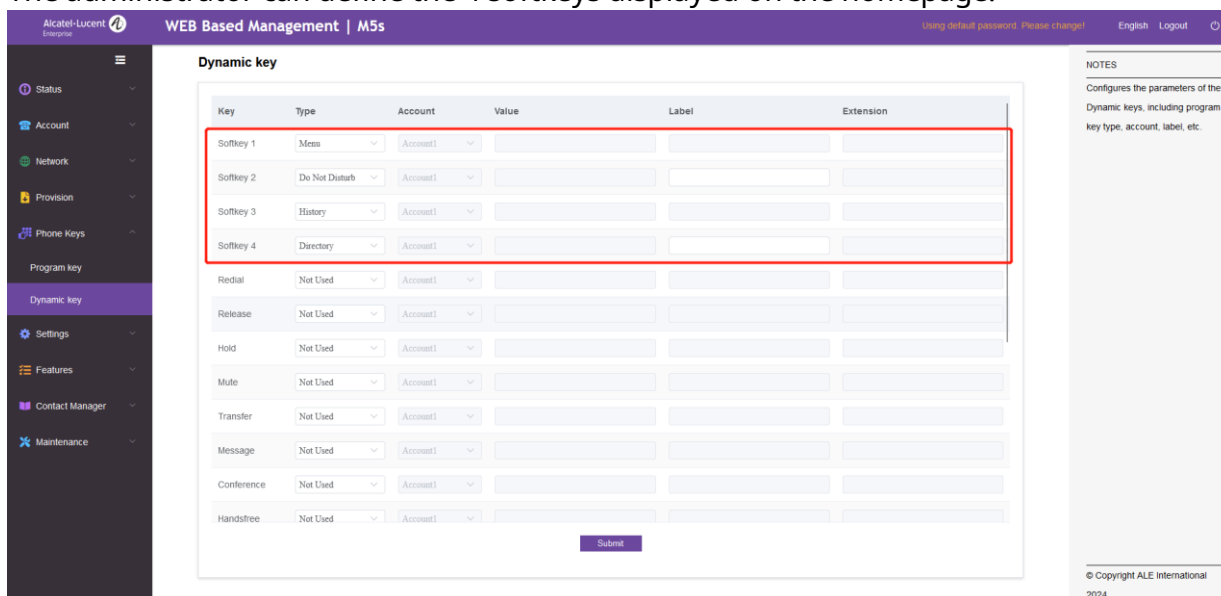 The administrator can define the 4 softkeys displayed on the homepage.
Alcatel-Lucent
Enterprise
WEB Based Management | M5s
Using default password. Please change!
English Logout
Status
Account
Network
Provision
Phone Keys
Program key
Dynamic key
Settings
Features
Contact Manager
Maintenance
Dynamic key
Key Type Account Value Label Extension
Softkey 1 Menu Account1
Softkey 2 Do Not Disturb Account1
Softkey 3 History Account1
Softkey 4 Directory Account1
Redial Not Used Account1
Release Not Used Account1
Hold Not Used Account1
Mute Not Used Account1
Transfer Not Used Account1
Message Not Used Account1
Conference Not Used Account1
Handsfree Not Used Account1
Submit
NOTES
Configures the parameters of the
Dynamic keys, including program
key type, account, label, etc.
© Copyright ALE International
2024